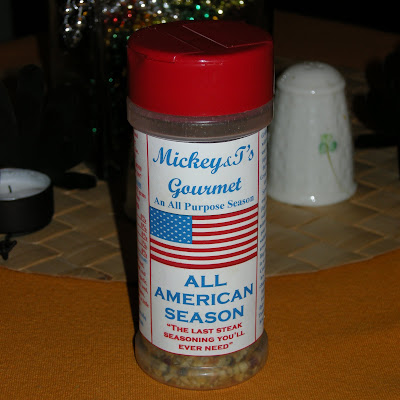 Mickey&T's
Gourmet
An All Purpose Season
ALL
AMERICAN
SEASON
"THE LAST STEAK
SEASONING YOU'LL
EVER NEED"